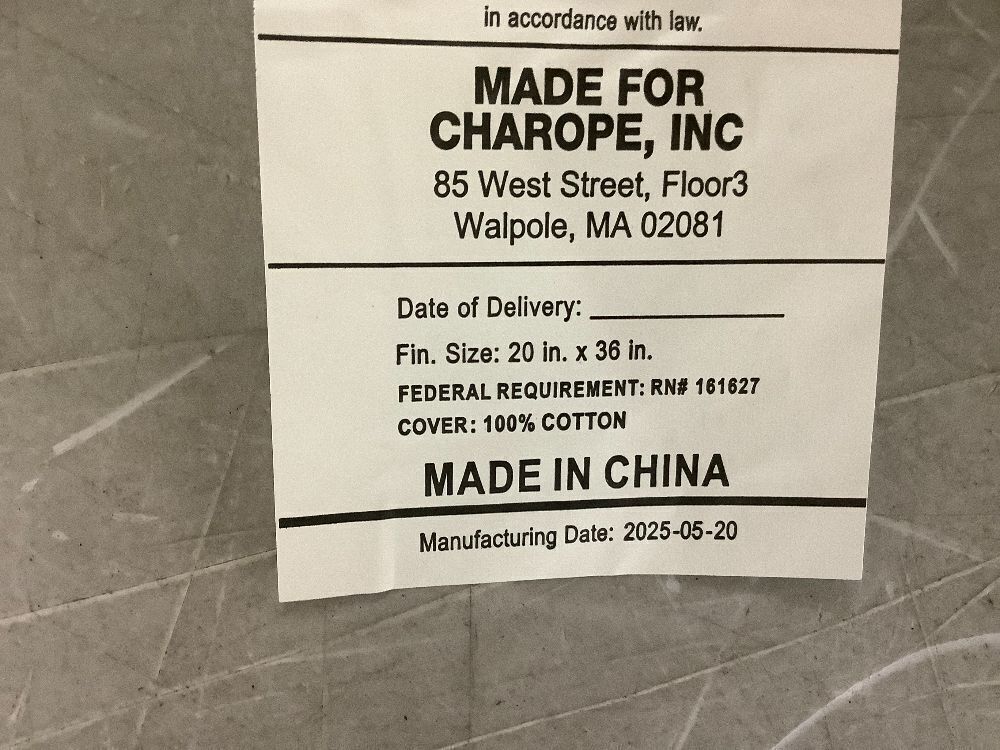 in accordance with law.
MADE FOR
CHAROPE, INC
85 West Street, Floor3
Walpole, MA 02081
Date of Delivery: ____________
Fin. Size: 20 in. x 36 in.
FEDERAL REQUIREMENT: RN# 161627
COVER: 100% COTTON
MADE IN CHINA
Manufacturing Date: 2025-05-20